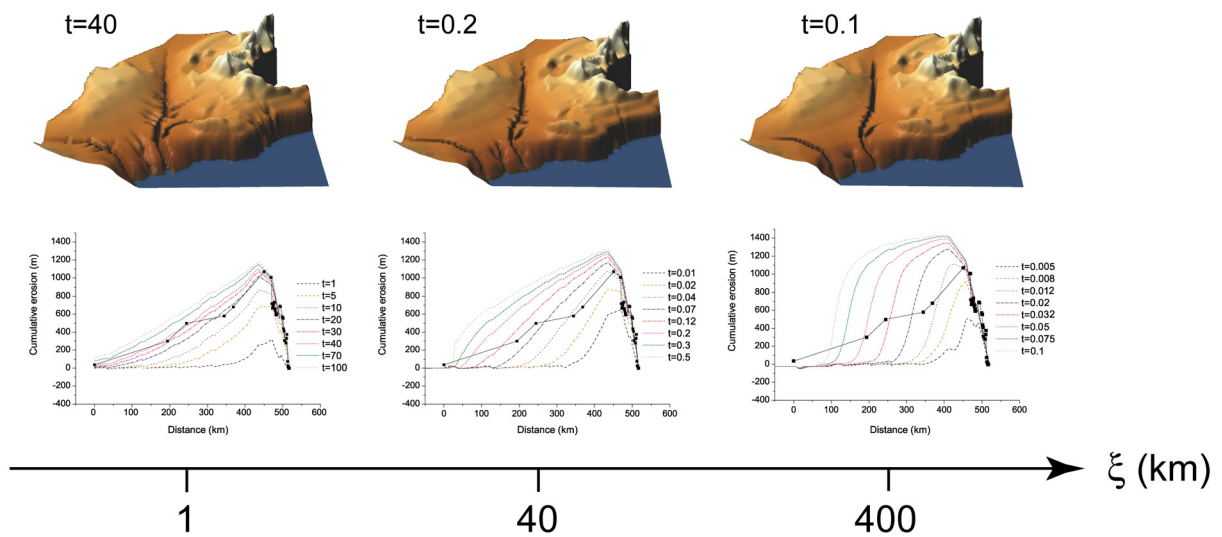 t=40
t=0.2
t=0.1
1400
1200
1000
800
600
400
200
0
-200
-400
0 100 200 300 400 500 600
Cumulative erosion (m)
Distance (km)
t=1
t=5
t=10
t=20
t=30
t=40
t=70
t=100
1400
1200
1000
800
600
400
200
0
-200
-400
0 100 200 300 400 500 600
Cumulative erosion (m)
Distance (km)
t=0.01
t=0.02
t=0.04
t=0.07
t=0.12
t=0.2
t=0.3
t=0.5
1400
1200
1000
800
600
400
200
0
-200
-400
0 100 200 300 400 500 600
Cumulative erosion (m)
Distance (km)
t=0.005
t=0.008
t=0.012
t=0.02
t=0.032
t=0.05
t=0.075
t=0.1
ξ (km)
1
40
400